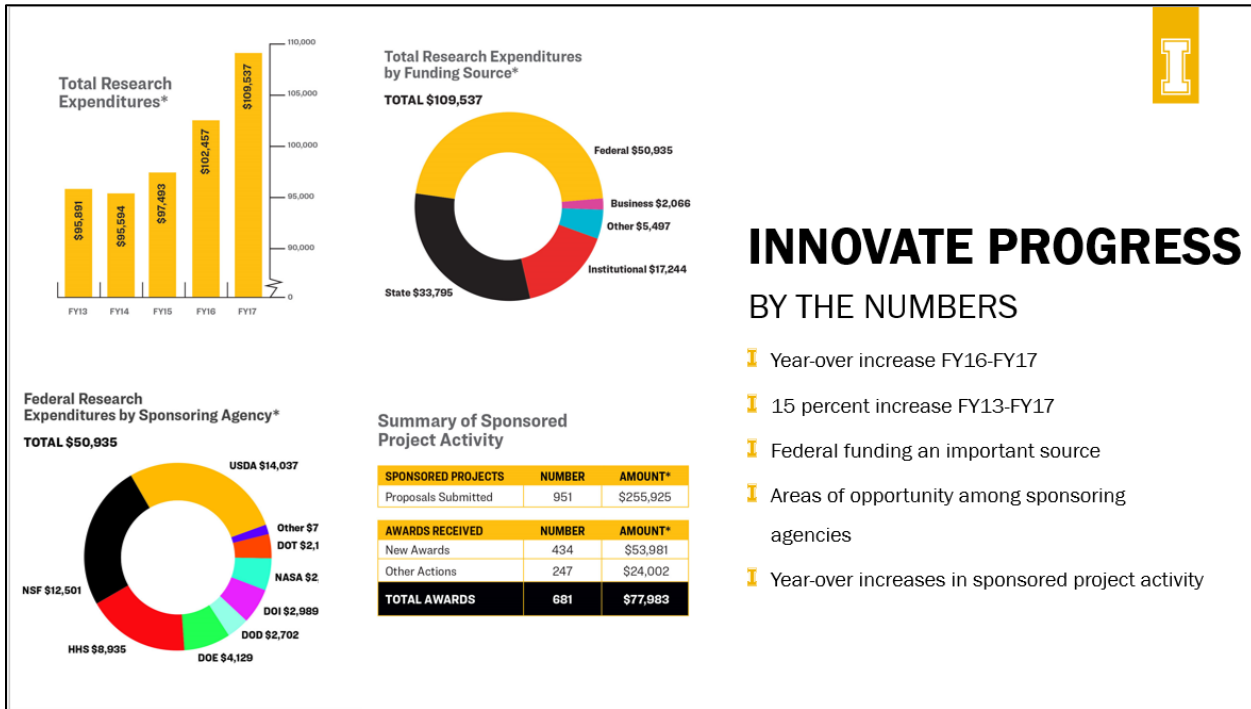 Total Research
Expenditures*
110,000
105,000
100,000
95,000
90,000
0
$95,891
$95,594
$97,493
$102,457
$109,537
FY13
FY14
FY15
FY16
FY17
Total Research Expenditures
by Funding Source*
TOTAL $109,537
Federal $50,935
Business $2,066
Other $5,497
Institutional $17,244
State $33,795
I
INNOVATE PROGRESS
BY THE NUMBERS
Year-over increase FY16-FY17
15 percent increase FY13-FY17
Federal funding an important source
Areas of opportunity among sponsoring
agencies
Year-over increases in sponsored project activity
Federal Research
Expenditures by Sponsoring Agency*
TOTAL $50,935
USDA $14,037
Other $7
DOT $2,1
NASA $2,
DOI $2,989
DOD $2,702
DOE $4,129
HHS $8,935
NSF $12,501
Summary of Sponsored
Project Activity
SPONSORED PROJECTS NUMBER AMOUNT*
Proposals Submitted 951 $255,925
AWARDS RECEIVED NUMBER AMOUNT*
New Awards 434 $53,981
Other Actions 247 $24,002
TOTAL AWARDS 681 $77,983